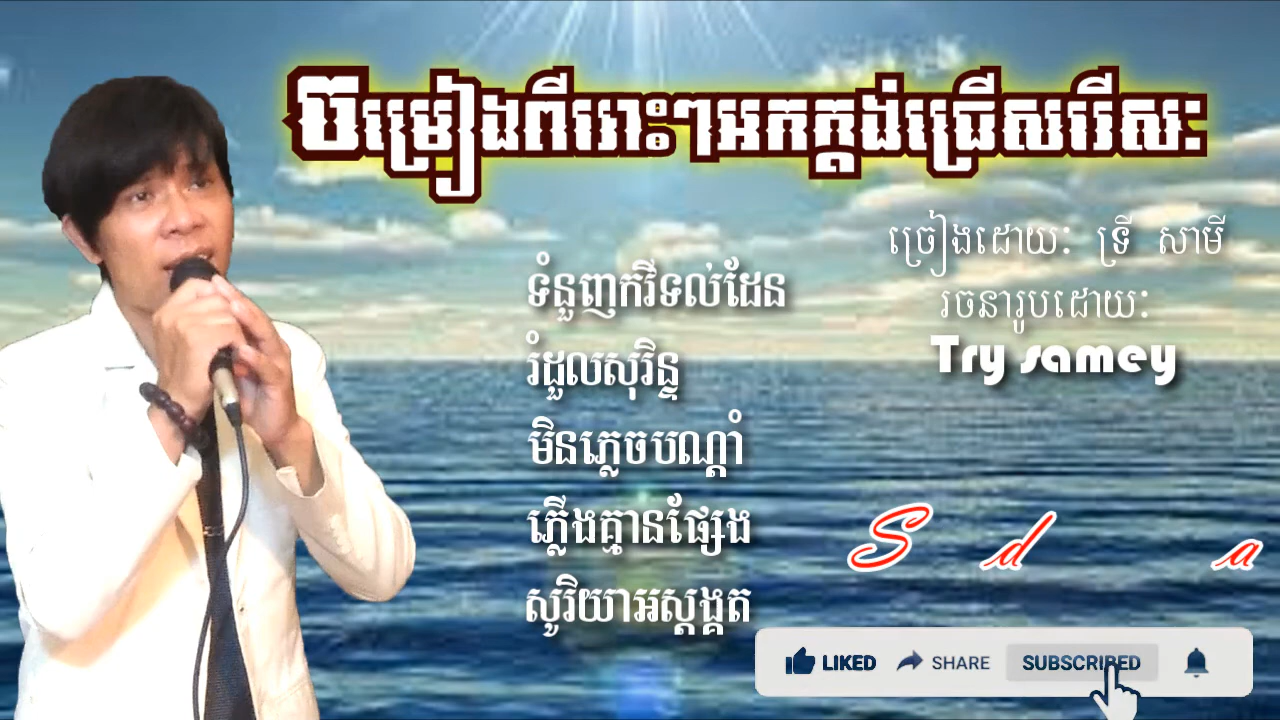 ចម្រៀងពីរោះៗអកក្តង់ជ្រើសរើសៈ
ច្រៀងដោយៈ ទ្រី សាមី
រចនារូបដោយៈ
Try samey
ទំនួញកវីទល់ដែន
រំដួលសុរិន្ទ
មិនភ្លេចបណ្តាំ
ភ្លើងគ្មានផ្សែង
សូរិយាអស្តង្គត
S d a
LIKED SHARE SUBSCRIBED